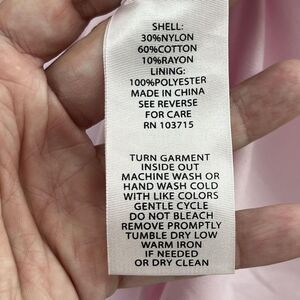 SHELL:
30%NYLON
60%COTTON
10%RAYON
LINING:
100%POLYESTER
MADE IN CHINA
SEE REVERSE
FOR CARE
RN 103715
TURN GARMENT
INSIDE OUT
MACHINE WASH OR
HAND WASH COLD
WITH LIKE COLORS
GENTLE CYCLE
DO NOT BLEACH
REMOVE PROMPTLY
TUMBLE DRY LOW
WARM IRON
IF NEEDED
OR DRY CLEAN